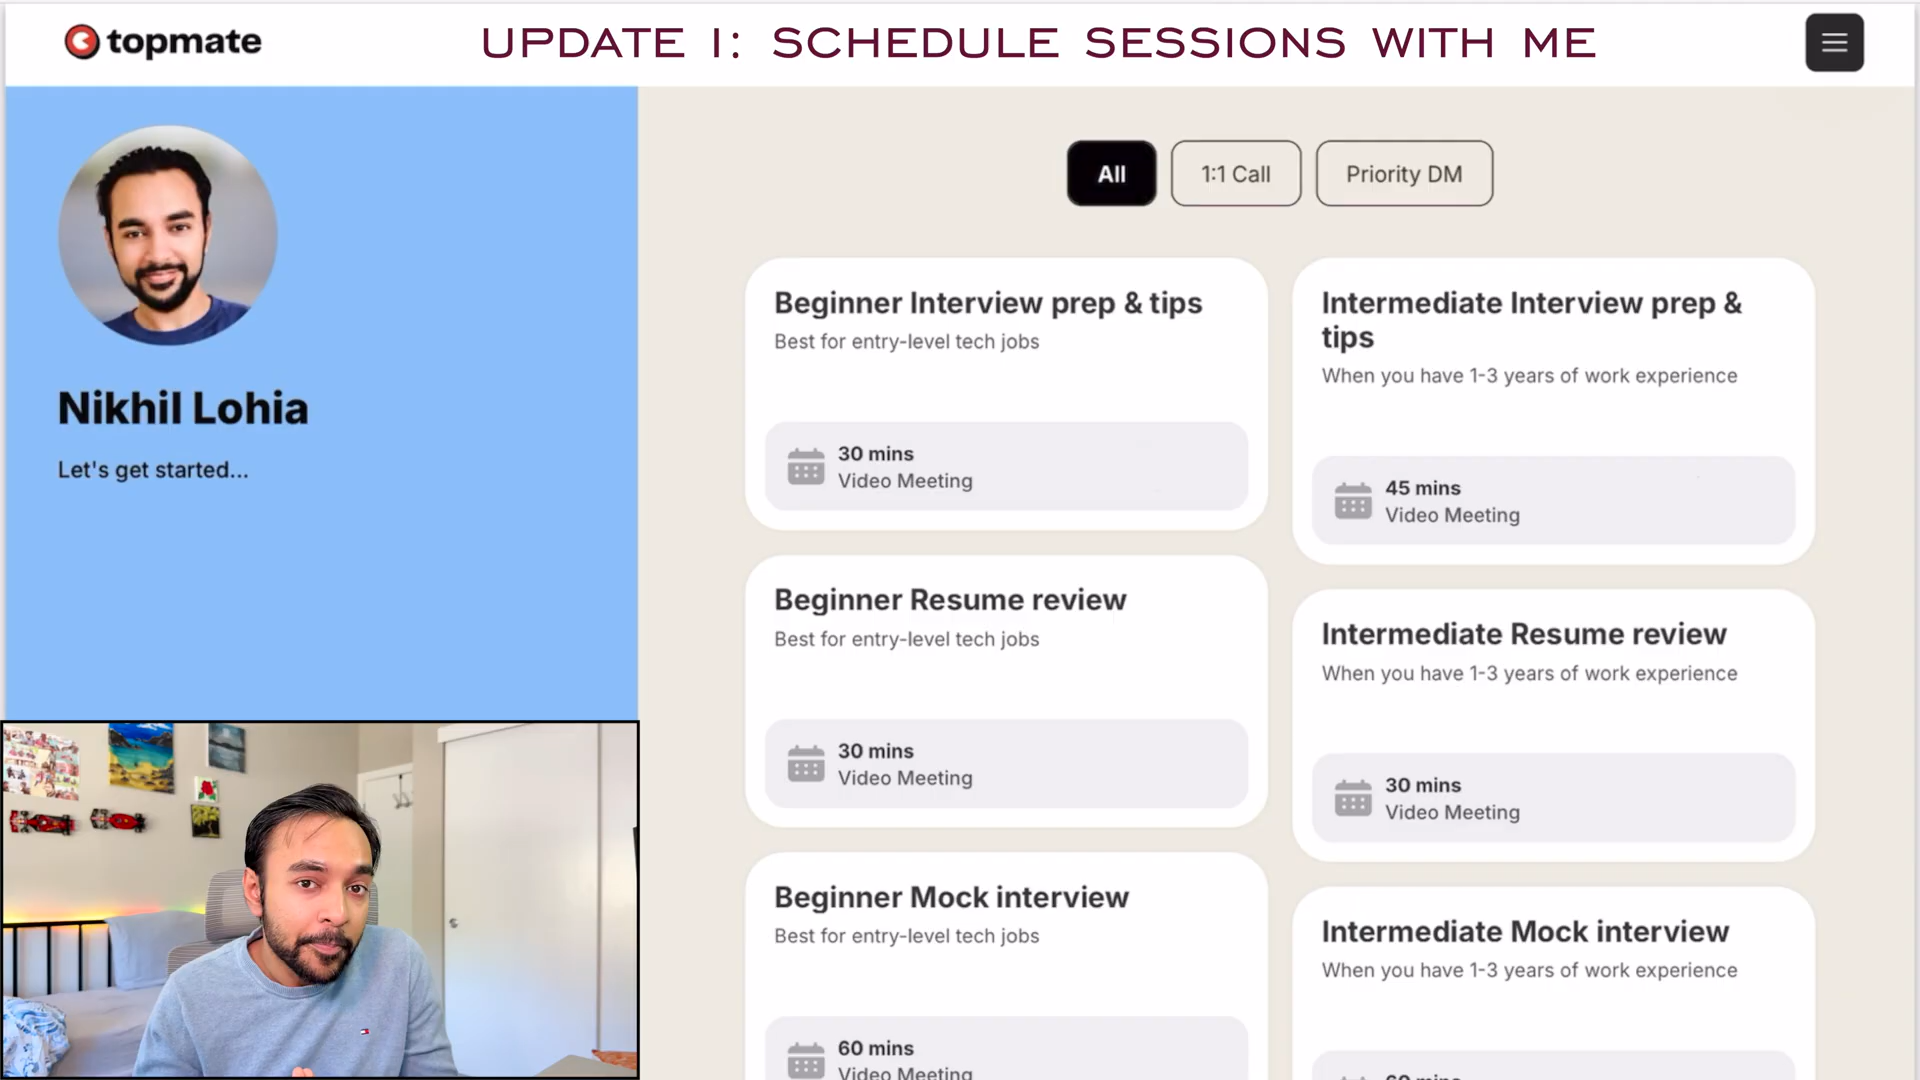 topmate
UPDATE 1: SCHEDULE SESSIONS WITH ME
Nikhil Lohia
Let's get started...
All
1:1 Call
Priority DM
Beginner Interview prep & tips
Best for entry-level tech jobs
30 mins
Video Meeting
Intermediate Interview prep &
tips
When you have 1-3 years of work experience
45 mins
Video Meeting
Beginner Resume review
Best for entry-level tech jobs
30 mins
Video Meeting
Intermediate Resume review
When you have 1-3 years of work experience
30 mins
Video Meeting
Beginner Mock interview
Best for entry-level tech jobs
60 mins
Video Meeting
Intermediate Mock interview
When you have 1-3 years of work experience
60 mins